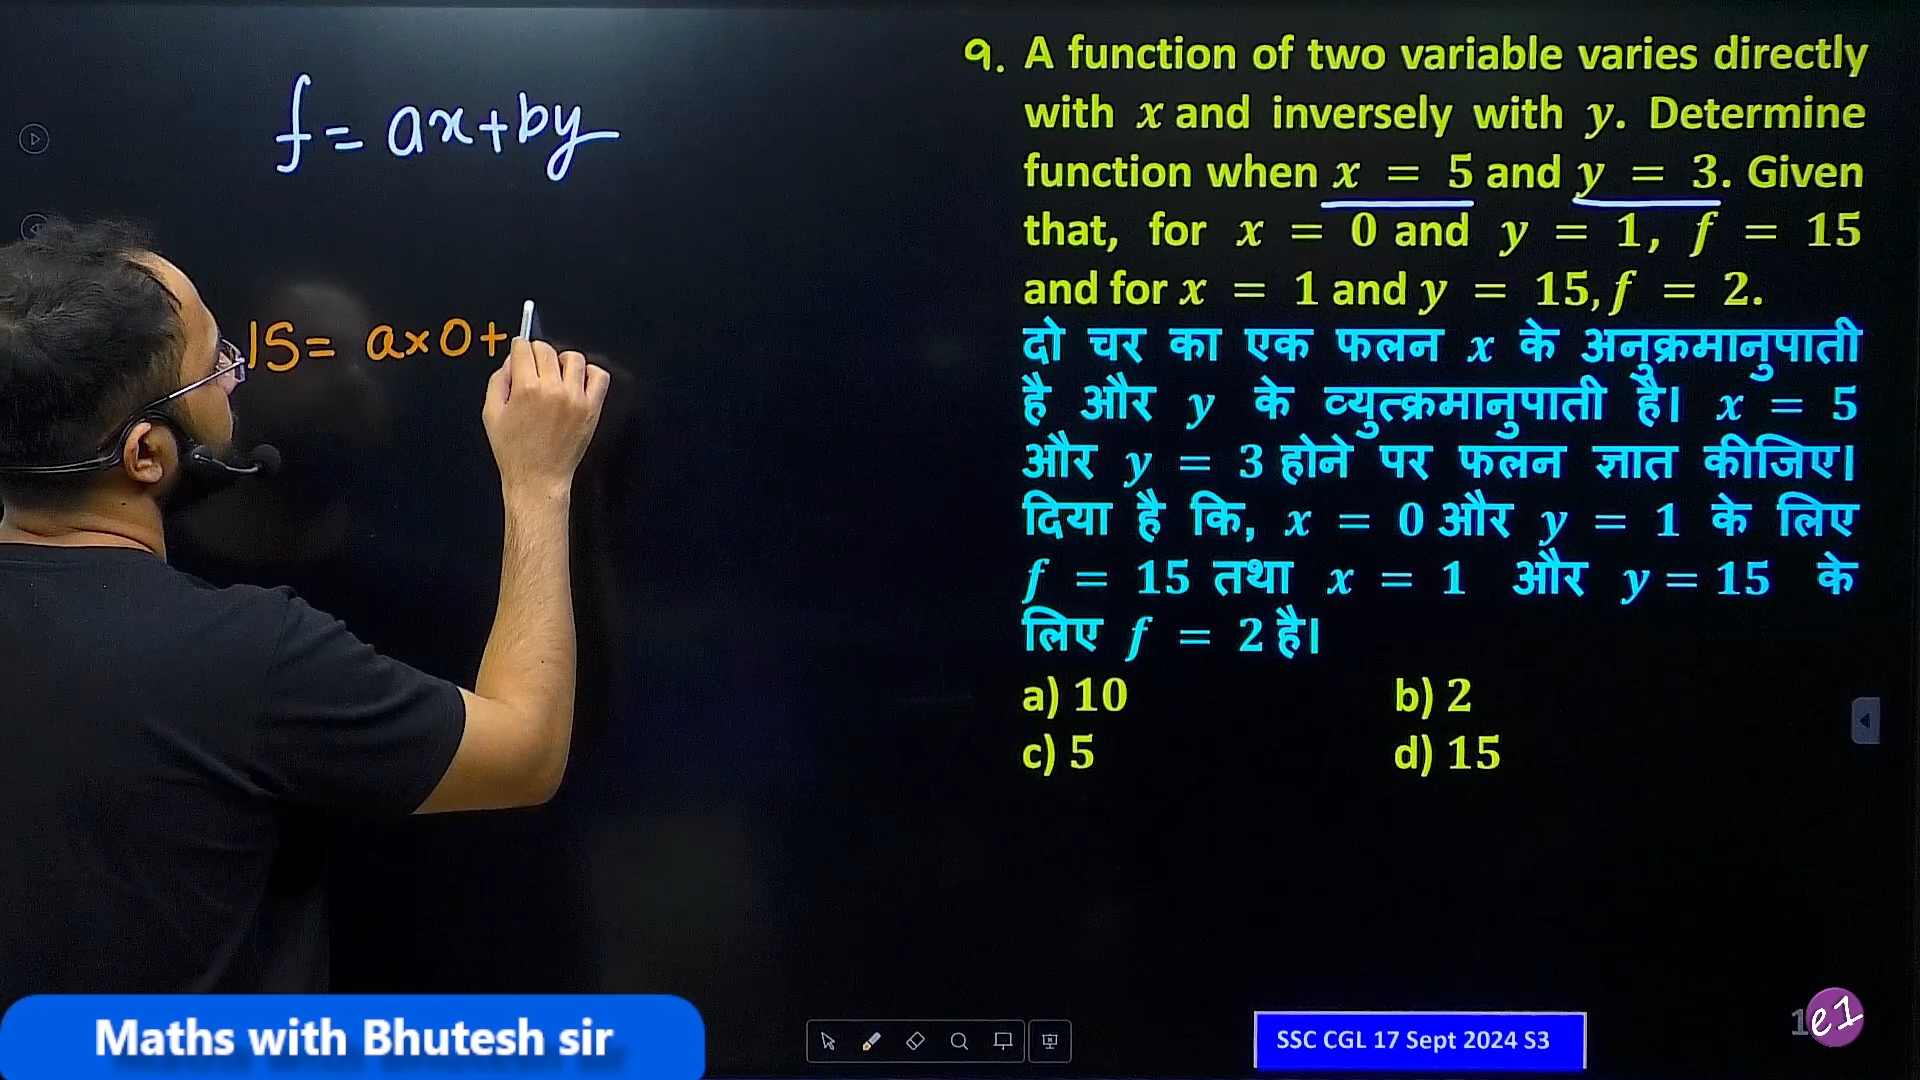 f = ax+by
15 = a×0+
9. A function of two variable varies directly
with x and inversely with y. Determine
function when x = 5 and y = 3. Given
that, for x = 0 and y = 1, f = 15
and for x = 1 and y = 15, f = 2.
दो चर का एक फलन x के अनुक्रमानुपाती
है और y के व्युत्क्रमानुपाती है। x = 5
और y = 3 होने पर फलन ज्ञात कीजिए।
दिया है कि, x = 0 और y = 1 के लिए
f = 15 तथा x = 1 और y = 15 के
लिए f = 2 है।
a) 10 b) 2
c) 5 d) 15
Maths with Bhutesh sir
SSC CGL 17 Sept 2024 S3
e1